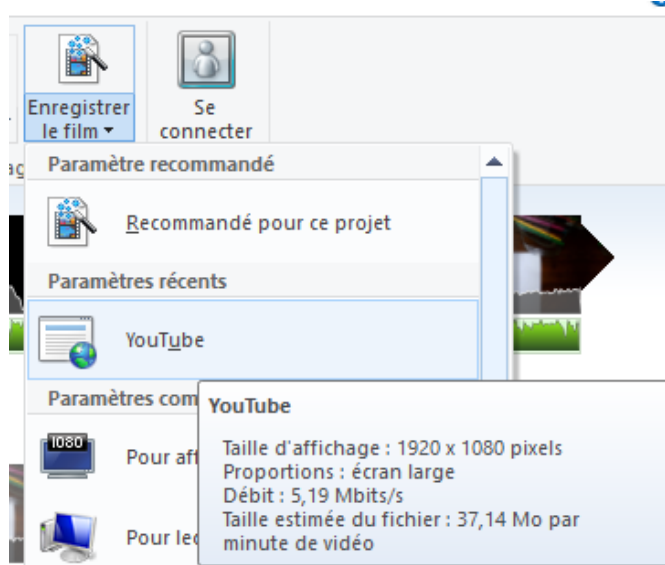 Enregistrer
le film
Se
connecter
Paramètre recommandé
Recommandé pour ce projet
Paramètres récents
YouTube
Paramètres com
1080
Pour aff
Pour lec
YouTube
Taille d'affichage : 1920 x 1080 pixels
Proportions : écran large
Débit : 5,19 Mbits/s
Taille estimée du fichier : 37,14 Mo par
minute de vidéo